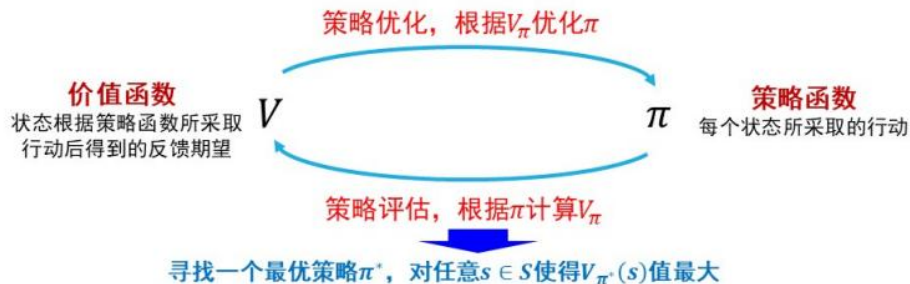 策略优化，根据V_π优化π
价值函数
状态根据策略函数所采取
行动后得到的反馈期望
V
π
策略函数
每个状态所采取的行动
策略评估，根据π计算V_π
寻找一个最优策略π*，对任意s ∈ S使得V_π*(s)值最大